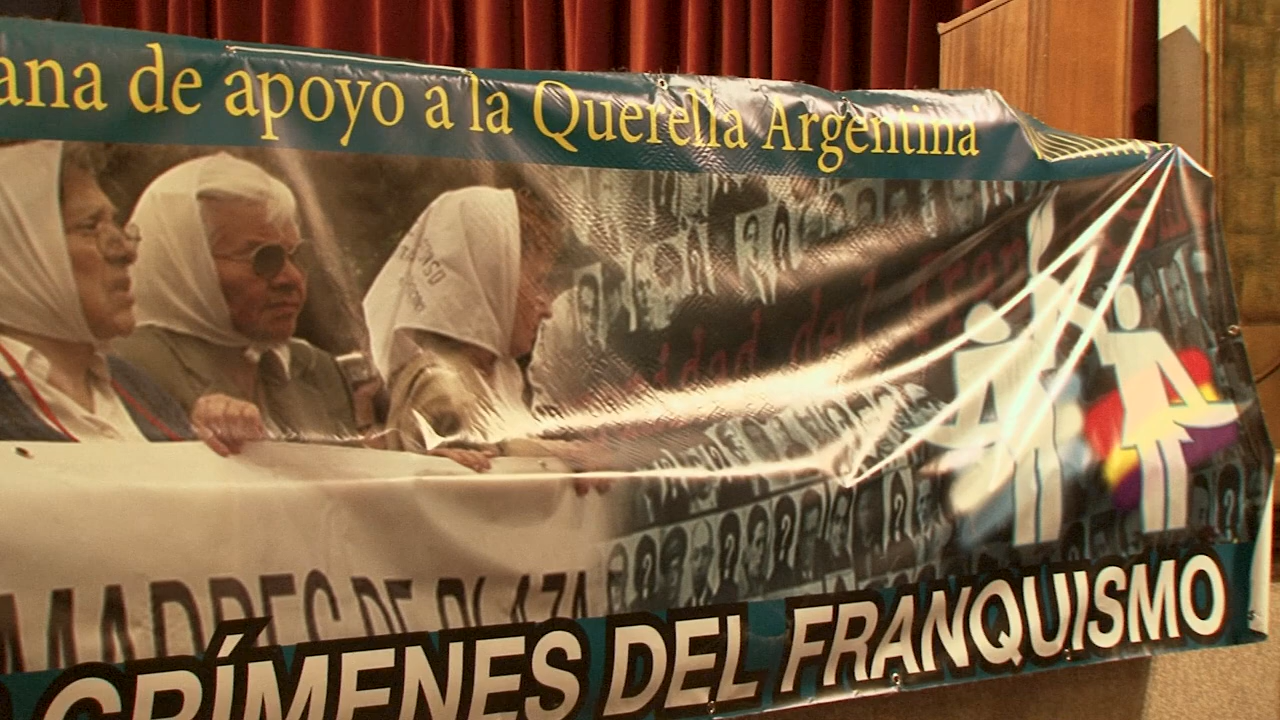 ana de apoyo a la Querella Argentina
MADRES DE PLAZA
CRÍMENES DEL FRANQUISMO